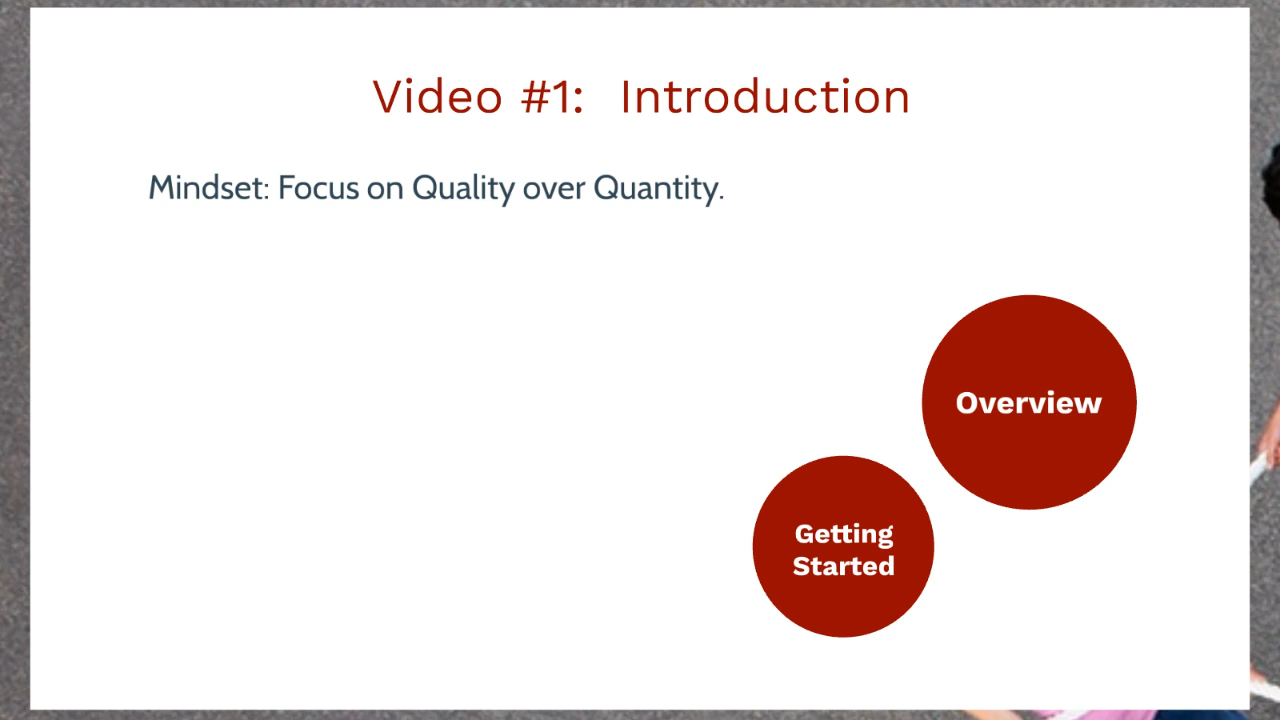 Video #1: Introduction
Mindset: Focus on Quality over Quantity.
Overview
Getting
Started